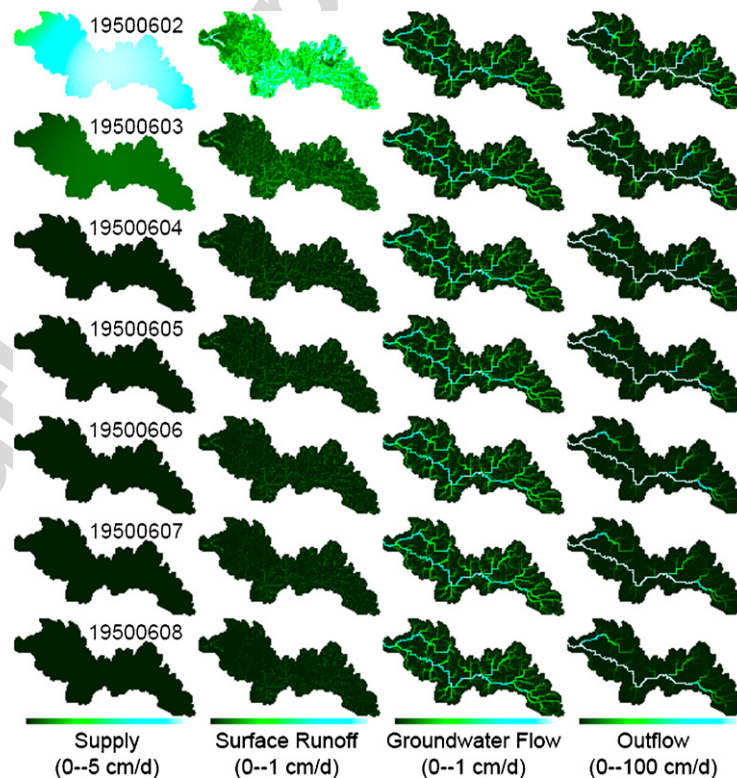 19500602
19500603
19500604
19500605
19500606
19500607
19500608
Supply
(0--5 cm/d)
Surface Runoff
(0--1 cm/d)
Groundwater Flow
(0--1 cm/d)
Outflow
(0--100 cm/d)